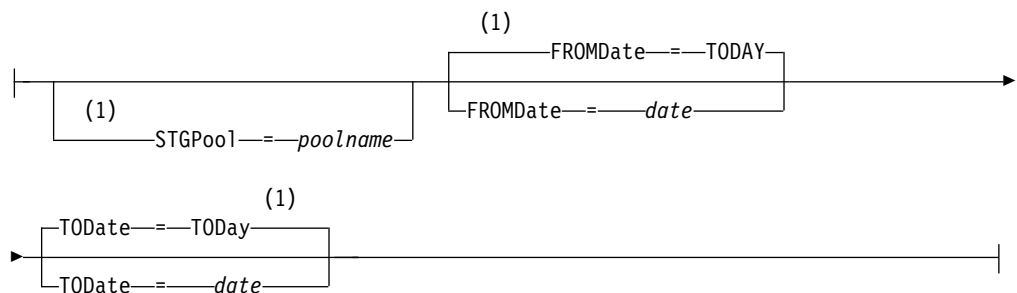 (1)
FROMDate = TODAY
(1)
FROMDate = date
STGPool = poolname
(1)
TODate = TODay
TODate = date